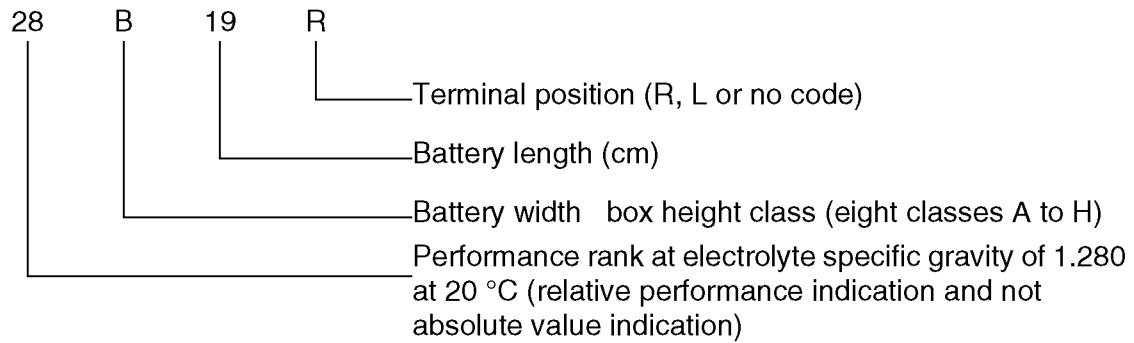 28 B 19 R
Terminal position (R, L or no code)
Battery length (cm)
Battery width box height class (eight classes A to H)
Performance rank at electrolyte specific gravity of 1.280
at 20 °C (relative performance indication and not
absolute value indication)